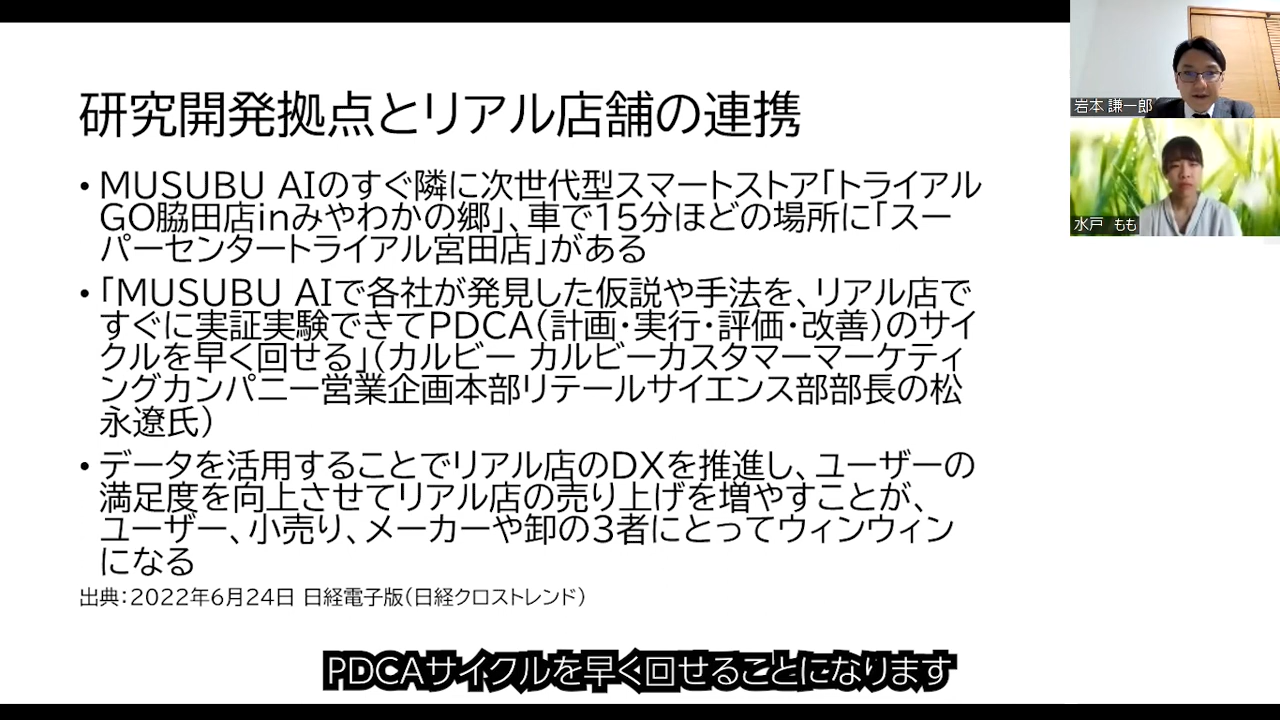 研究開発拠点とリアル店舗の連携
• MUSUBU AIのすぐ隣に次世代型スマートストア「トライアル
GO脇田店inみやわかの郷」、車で15分ほどの場所に「スー
パーセンタートライアル宮田店」がある
• 「MUSUBU AIで各社が発見した仮説や手法を、リアル店で
すぐに実証実験できてPDCA（計画・実行・評価・改善）のサイ
クルを早く回せる」（カルビー カルビーカスタマーマーケティ
ングカンパニー営業企画本部リテールサイエンス部部長の松
永遼氏）
• データを活用することでリアル店のDXを推進し、ユーザーの
満足度を向上させてリアル店の売り上げを増やすことが、
ユーザー、小売り、メーカーや卸の3者にとってウィンウィン
になる
出典：2022年6月24日 日経電子版（日経クロストレンド）
PDCAサイクルを早く回せることになります
岩本 謙一郎
水戸 もも